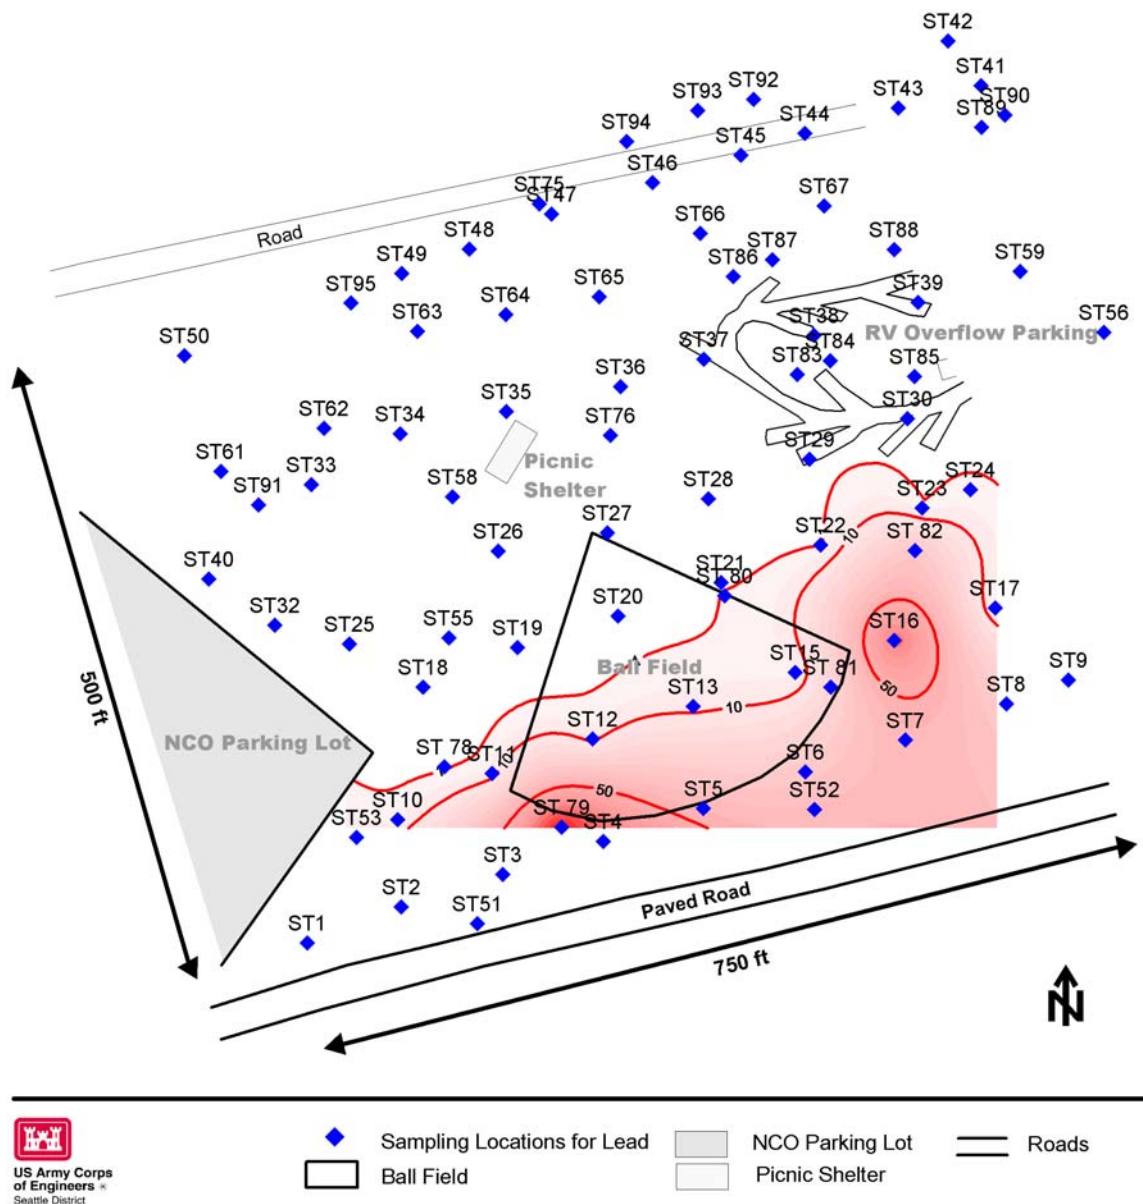 ST42
ST41
ST90
ST89
ST43
ST92
ST93
ST44
ST94
ST45
ST46
ST75
ST47
ST67
ST66
ST48
Road
ST49
ST87
ST88
ST86
ST59
ST95
ST65
ST64
ST39
ST63
ST56
ST50
ST38
RV Overflow Parking
ST37
ST84
ST83
ST85
ST36
ST35
ST30
ST62
ST34
ST76
ST29
ST61
ST33
Picnic
Shelter
ST91
ST58
ST28
ST24
ST23
ST27
ST22
10
ST 82
ST26
ST21
ST 80
ST40
ST17
ST20
ST32
ST25
ST55
ST19
ST16
1
Ball Field
ST15
ST 81
ST18
ST9
50
ST8
500 ft
ST13
10
ST12
ST7
NCO Parking Lot
ST 78
1
ST11
10
ST6
50
ST5
ST52
ST10
ST53
ST 79
ST4
ST3
ST2
ST51
Paved Road
ST1
750 ft
N
US Army Corps
of Engineers
Seattle District
Sampling Locations for Lead
NCO Parking Lot
Roads
Ball Field
Picnic Shelter